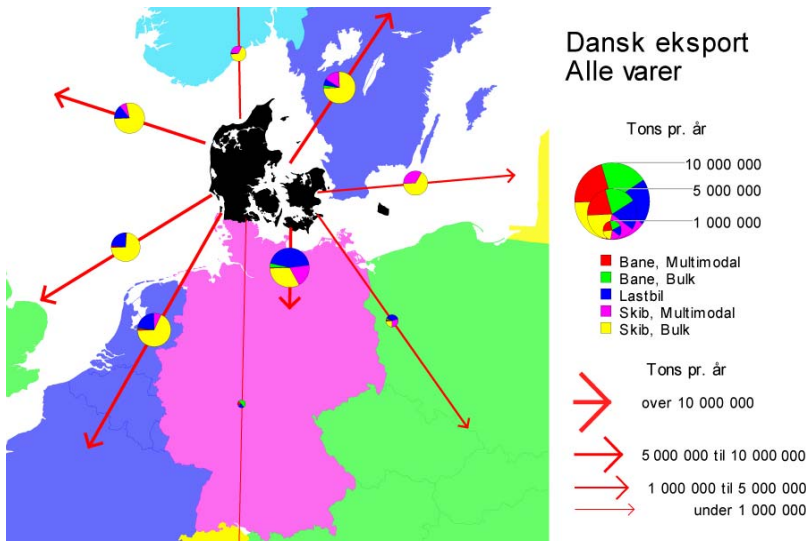 Dansk eksport
Alle varer
Tons pr. år
10 000 000
5 000 000
1 000 000
Bane, Multimodal
Bane, Bulk
Lastbil
Skib, Multimodal
Skib, Bulk
Tons pr. år
over 10 000 000
5 000 000 til 10 000 000
1 000 000 til 5 000 000
under 1 000 000